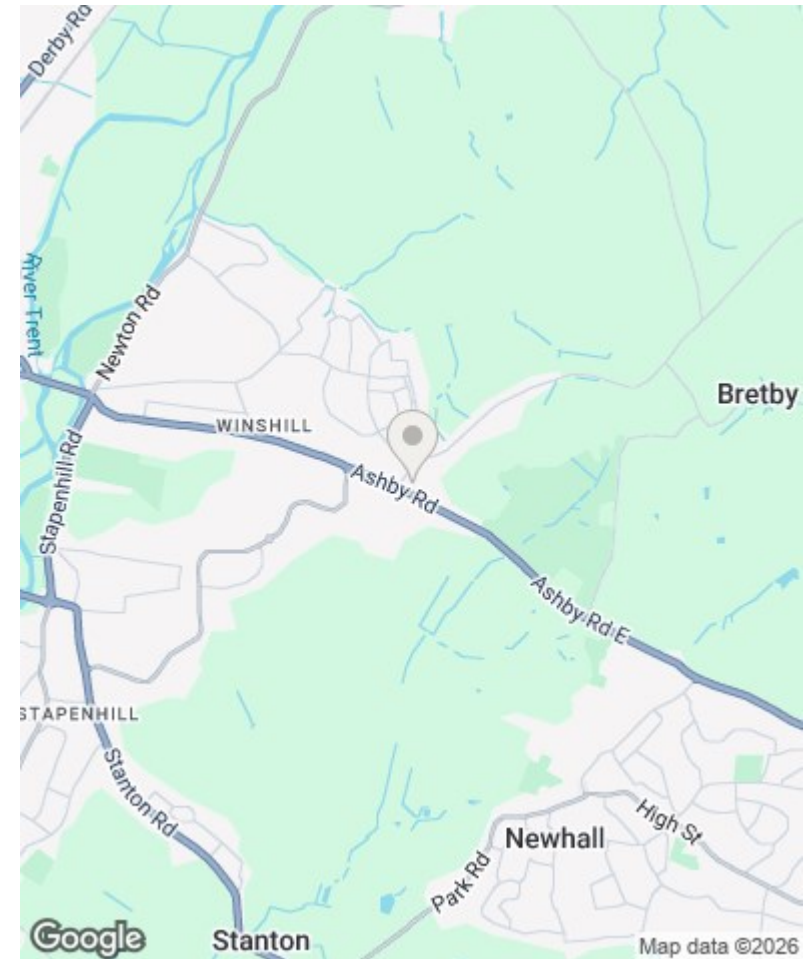 Derby Rd
River Trent
Newton Rd
Bretby
WINSHILL
Ashby Rd
Stapenhill Rd
Ashby Rd E
STAPENHILL
Stanton Rd
High St
Newhall
Park Rd
Stanton
Google
Map data ©2026